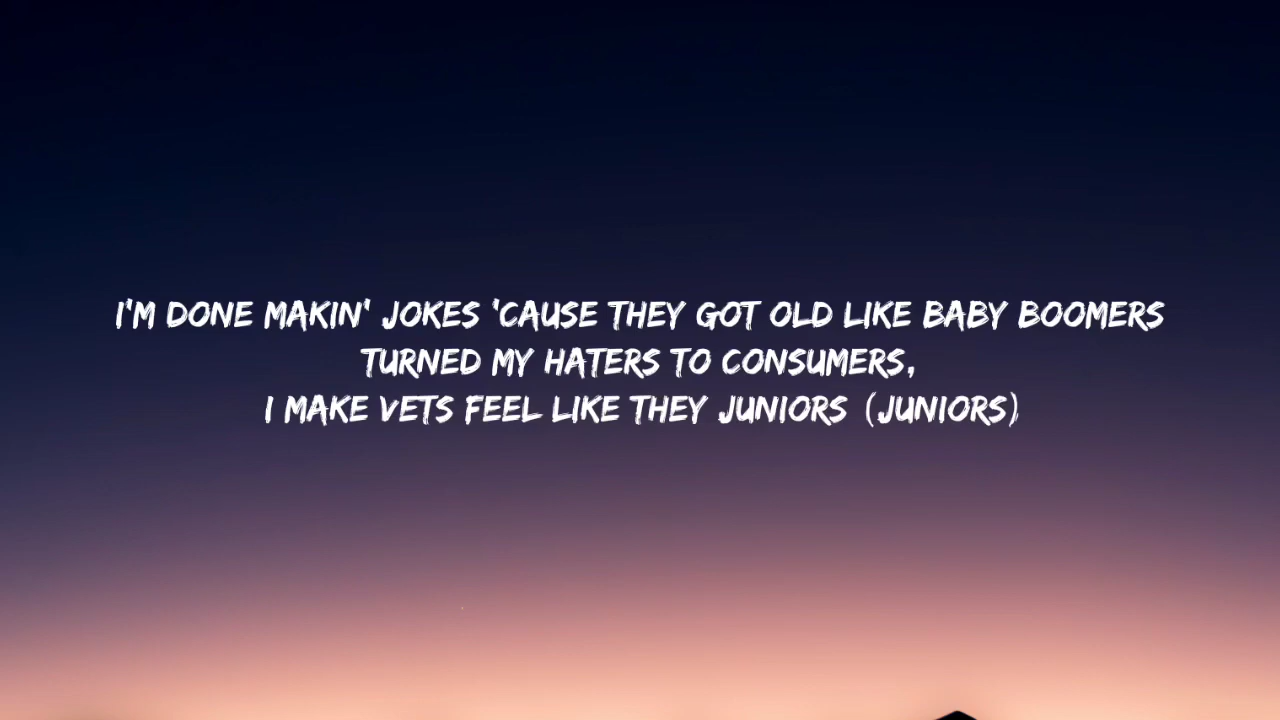 I'M DONE MAKIN' JOKES 'CAUSE THEY GOT OLD LIKE BABY BOOMERS
TURNED MY HATERS TO CONSUMERS,
I MAKE VETS FEEL LIKE THEY JUNIORS (JUNIORS)